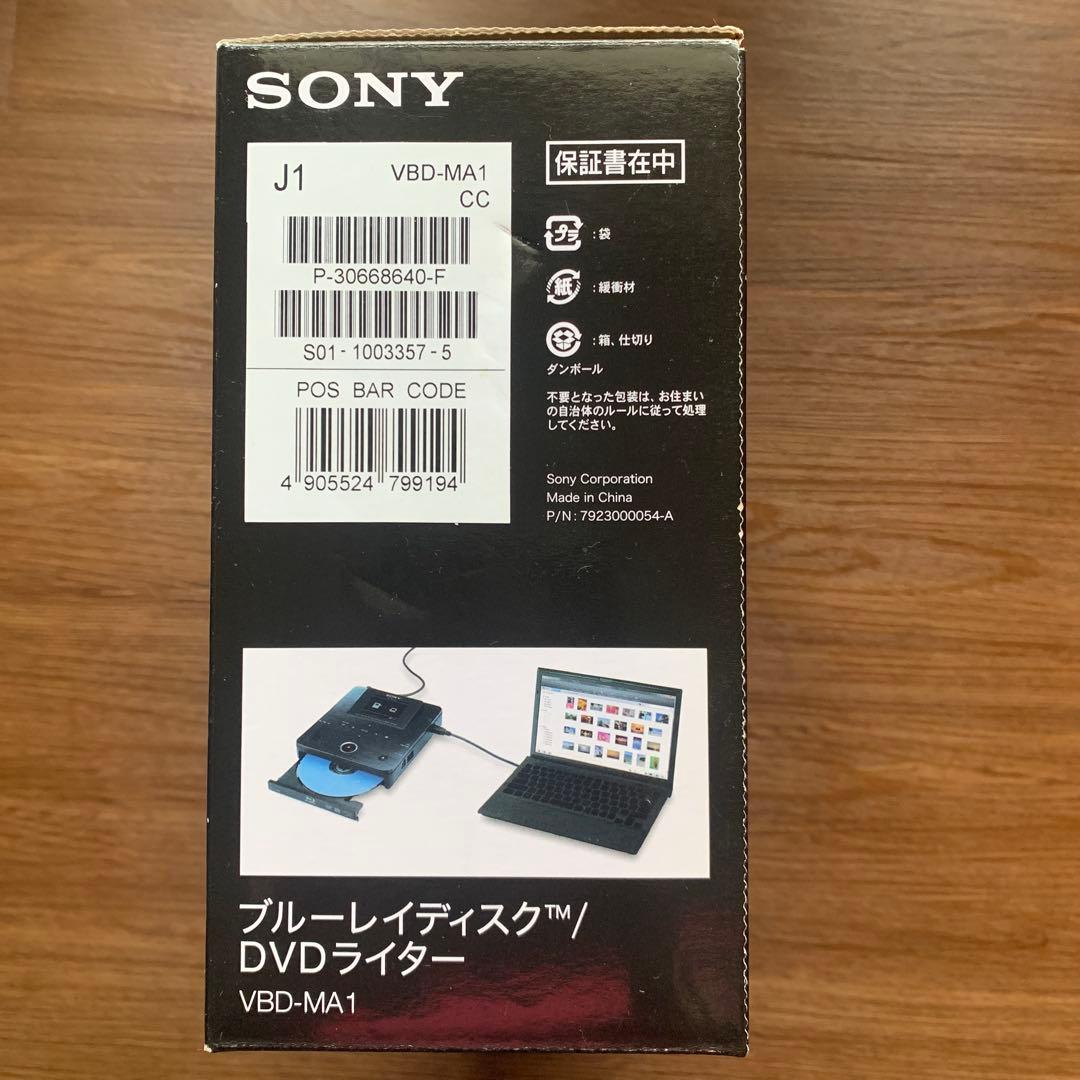 SONY
J1
VBD-MA1
CC
P-30668640-F
S01-1003357-5
POS BAR CODE
4 905524 799194
保証書在中
プラ :袋
紙 :緩衝材
:箱、仕切り
ダンボール
不要となった包装は、お住まい
の自治体のルールに従って処理
してください。
Sony Corporation
Made in China
P/N : 7923000054-A
SONY
ブルーレイディスク™/
DVDライター
VBD-MA1